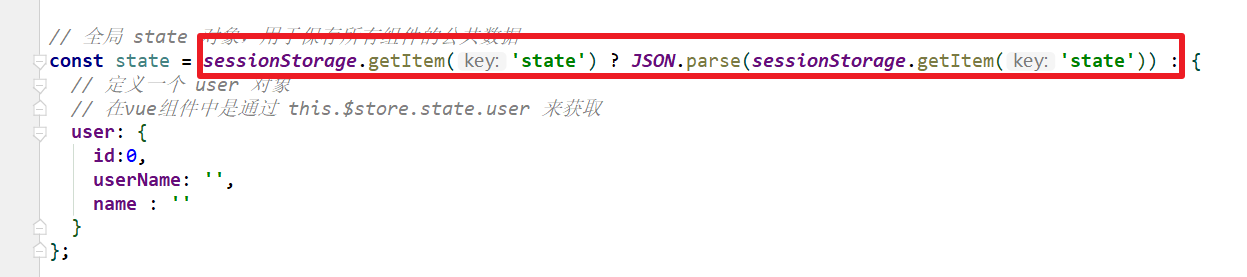 // 全局 state 对象，用于保存所有组件的公共数据
const state = sessionStorage.getItem( key: 'state') ? JSON.parse(sessionStorage.getItem( key: 'state')) : {
// 定义一个 user 对象
// 在vue组件中是通过 this.$store.state.user 来获取
user: {
id:0,
userName: '',
name : ''
}
};